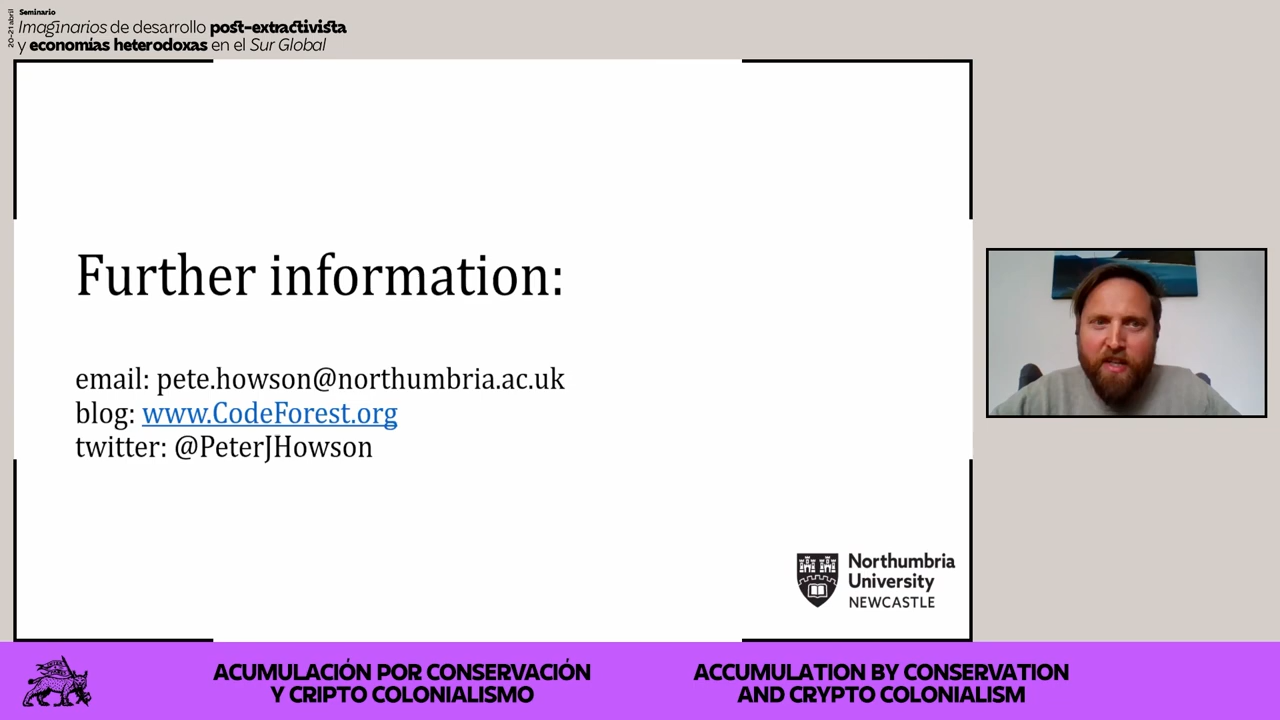 20-21 abril
Seminario
Imaginarios de desarrollo post-extractivista
y economías heterodoxas en el Sur Global
Further information:
email: pete.howson@northumbria.ac.uk
blog: www.CodeForest.org
twitter: @PeterJHowson
Northumbria
University
NEWCASTLE
ACUMULACIÓN POR CONSERVACIÓN
Y CRIPTO COLONIALISMO
ACCUMULATION BY CONSERVATION
AND CRYPTO COLONIALISM